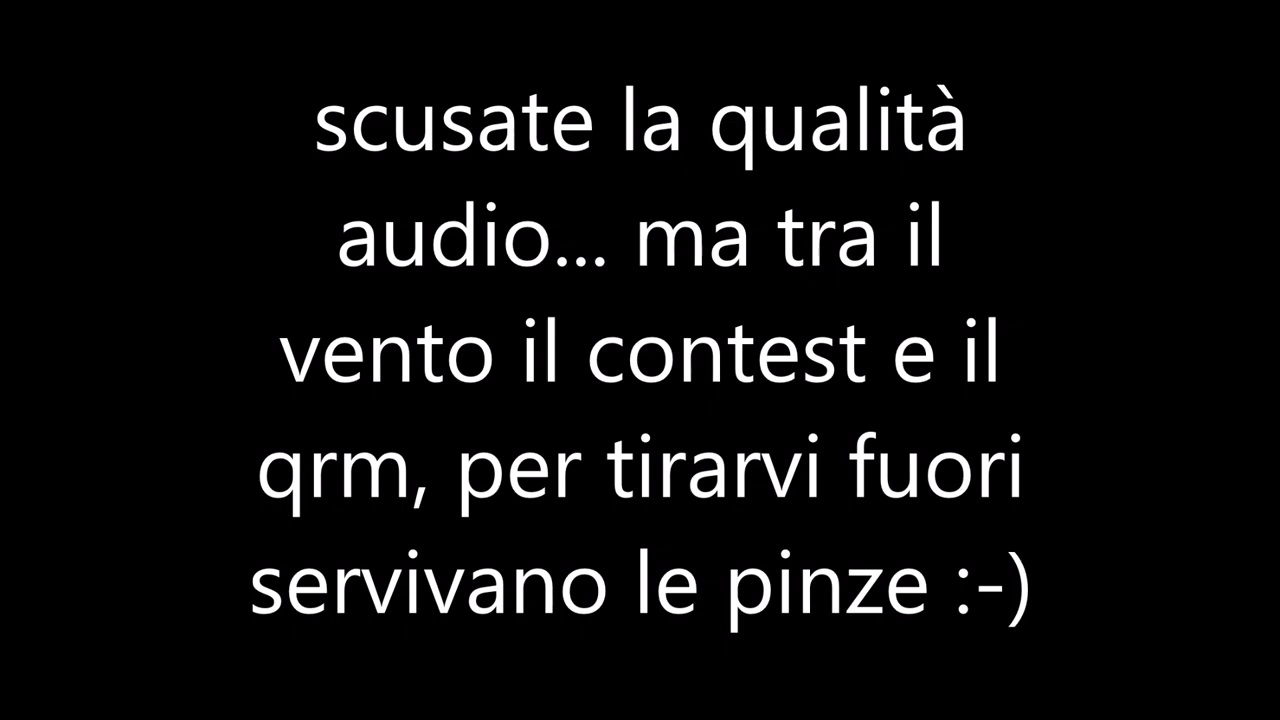 scusate la qualità
audio... ma tra il
vento il contest e il
qrm, per tirarvi fuori
servivano le pinze :-)